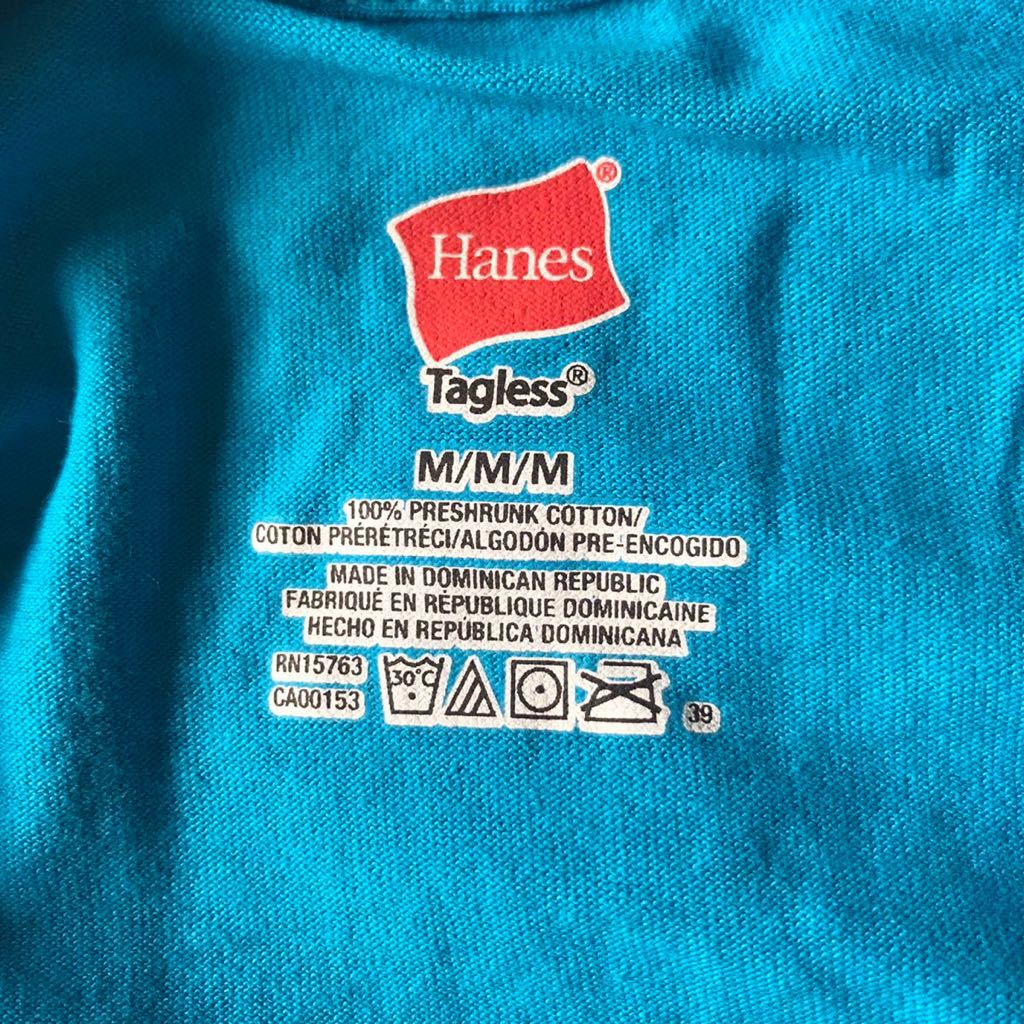 Hanes®
Tagless®
M/M/M
100% PRESHRUNK COTTON/
COTON PRÉRÉTRÉCI/ALGODÓN PRE-ENCOGIDO
MADE IN DOMINICAN REPUBLIC
FABRIQUÉ EN RÉPUBLIQUE DOMINICAINE
HECHO EN REPÚBLICA DOMINICANA
RN15763
CA00153
30°C
39